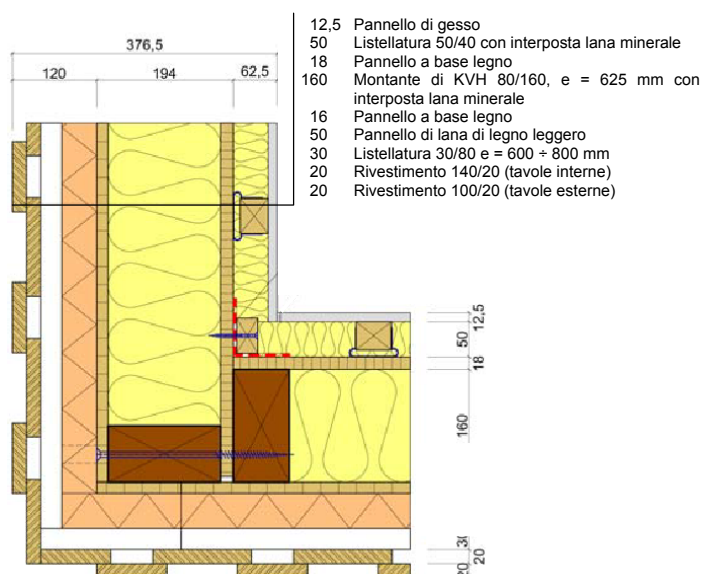 12,5 Pannello di gesso
50 Listellatura 50/40 con interposta lana minerale
18 Pannello a base legno
160 Montante di KVH 80/160, e = 625 mm con
interposta lana minerale
16 Pannello a base legno
50 Pannello di lana di legno leggero
30 Listellatura 30/80 e = 600 ÷ 800 mm
20 Rivestimento 140/20 (tavole interne)
20 Rivestimento 100/20 (tavole esterne)
376,5
120 194 62,5
12,5
50
18
160
30
20
20